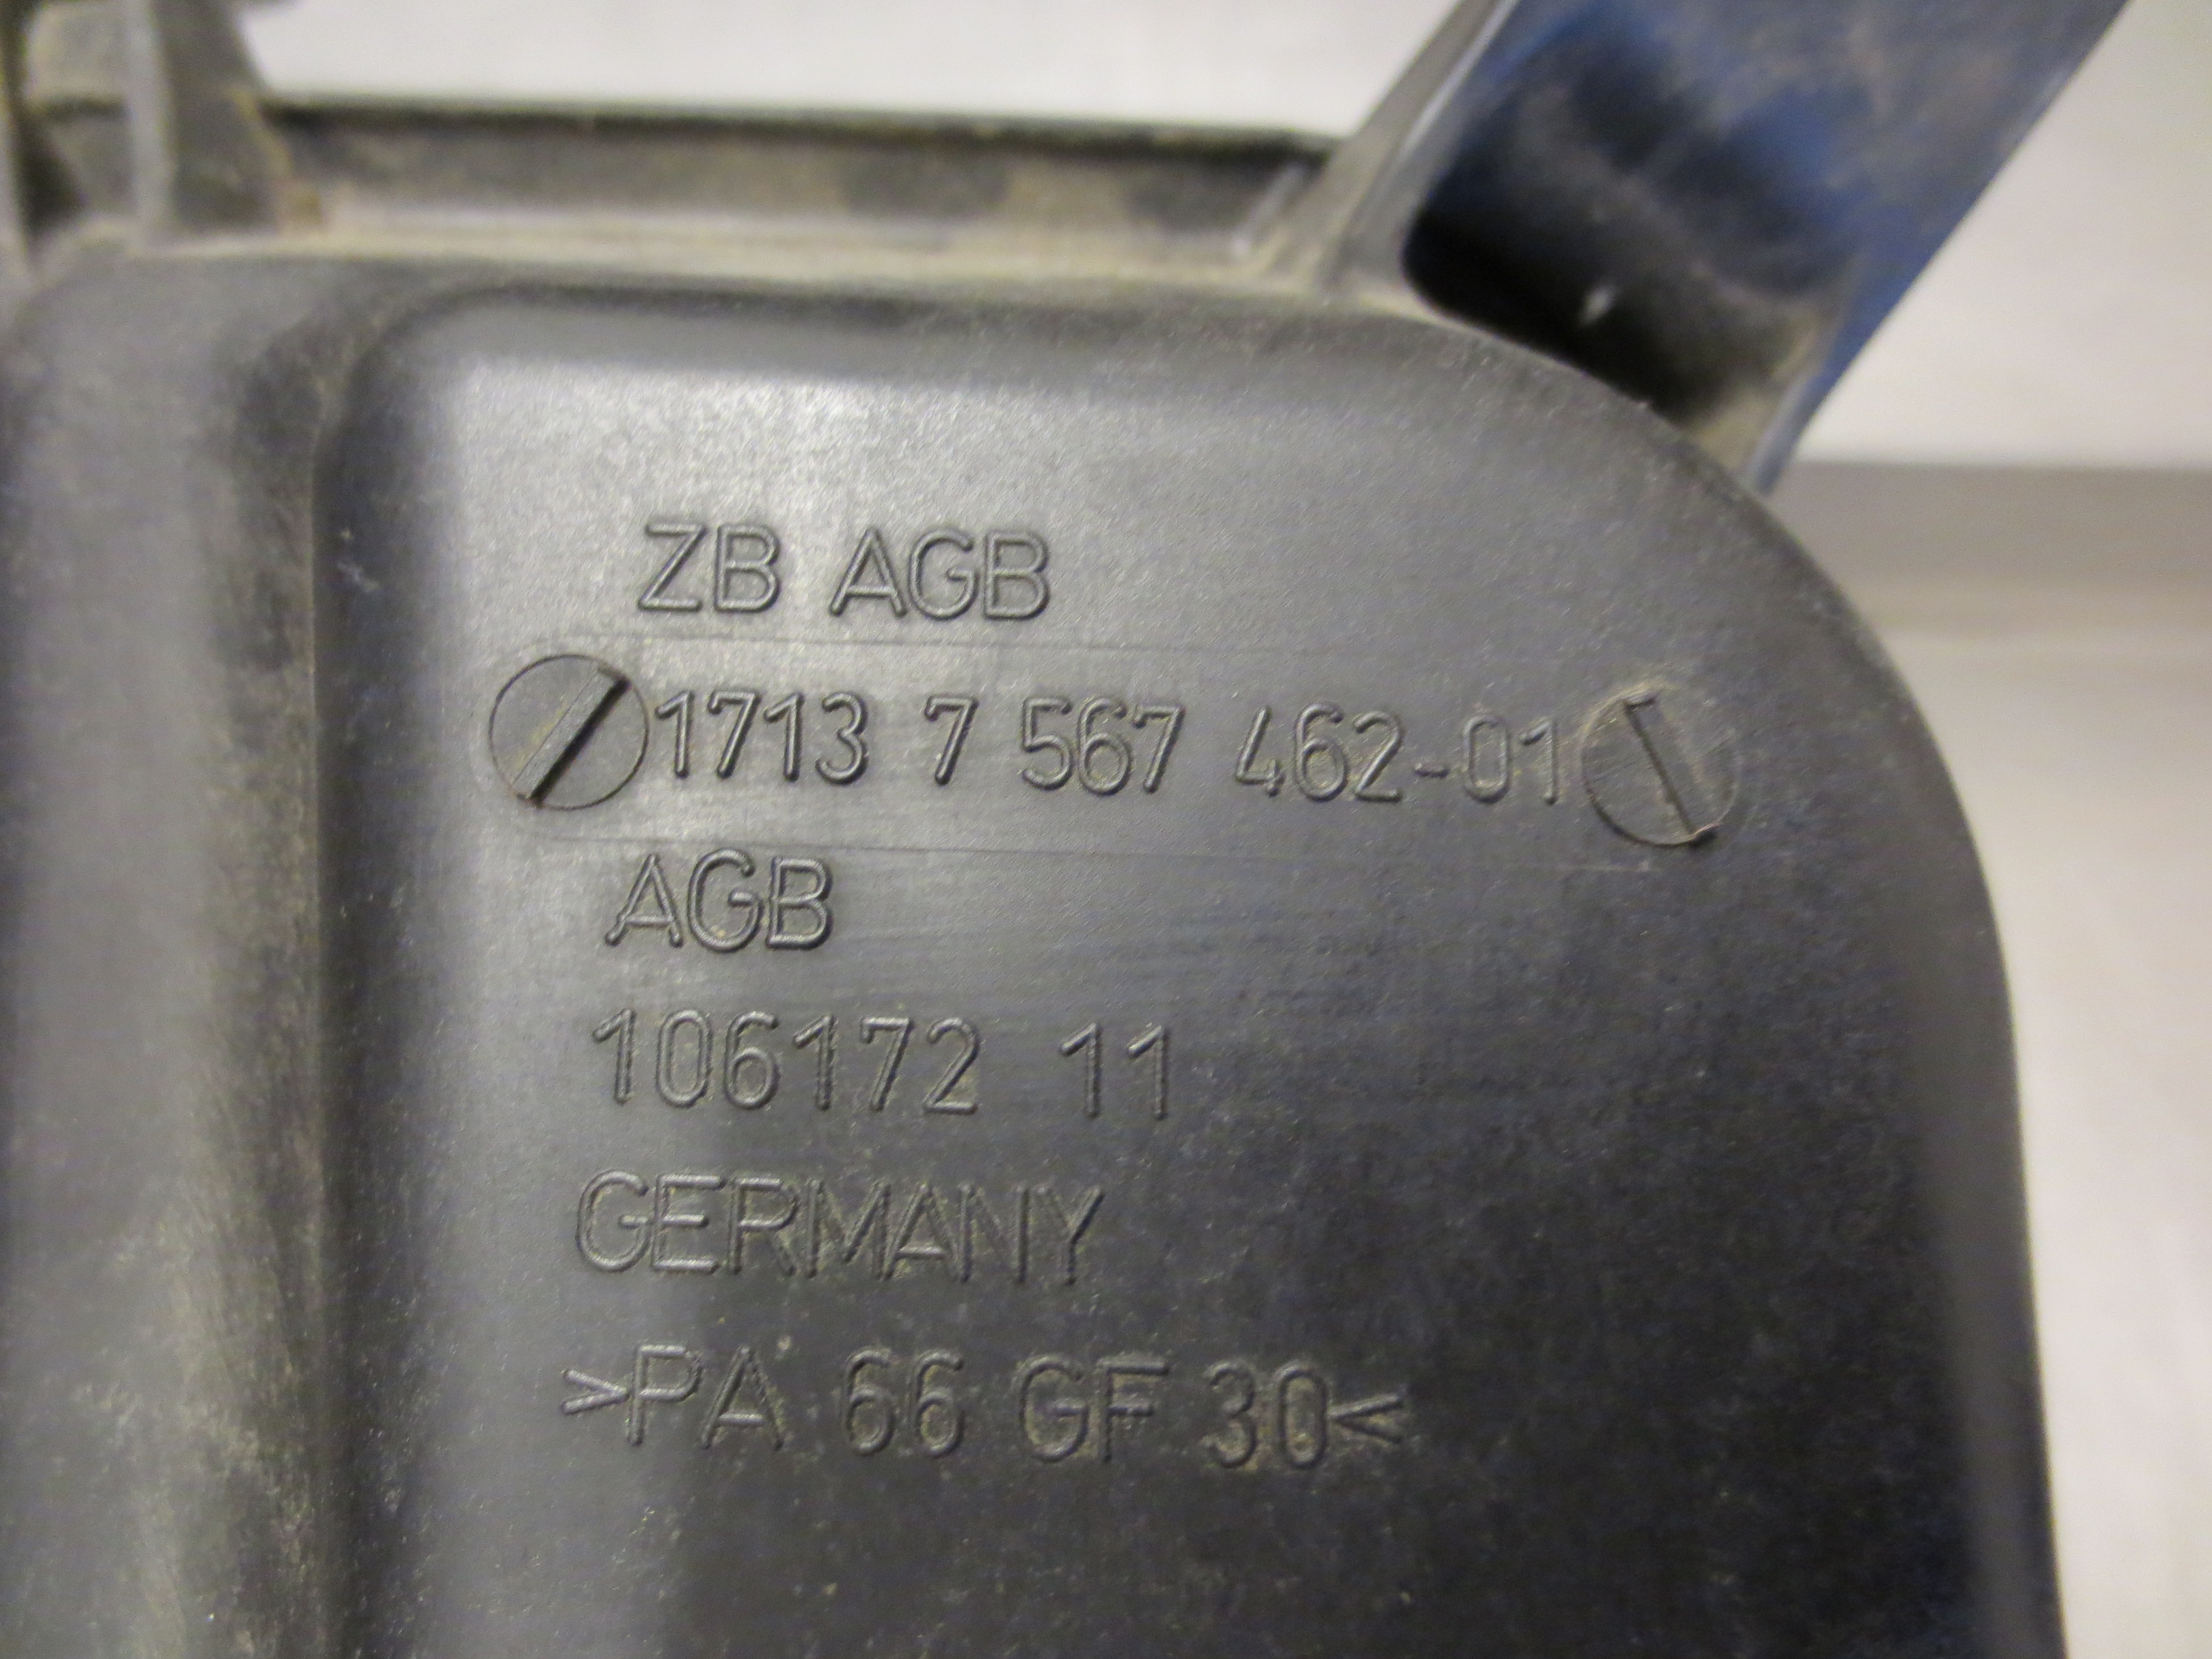 ZB AGB
1713 7 567 462-01
AGB
106172 11
GERMANY
>PA 66 GF 30<